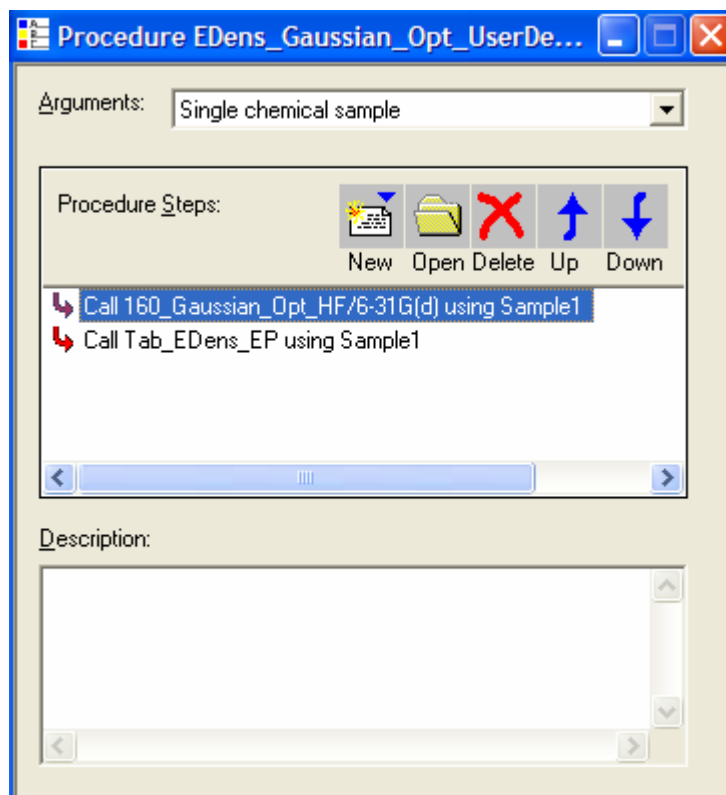 Procedure EDens_Gaussian_Opt_UserDe...
Arguments: Single chemical sample
Procedure Steps:
New Open Delete Up Down
Call 160_Gaussian_Opt_HF/6-31G(d) using Sample1
Call Tab_EDens_EP using Sample1
Description: